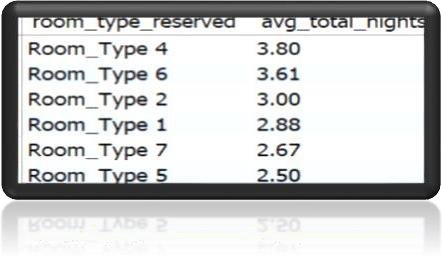 room_type_reserved avg_total_nights
Room_Type 4 3.80
Room_Type 6 3.61
Room_Type 2 3.00
Room_Type 1 2.88
Room_Type 7 2.67
Room_Type 5 2.50